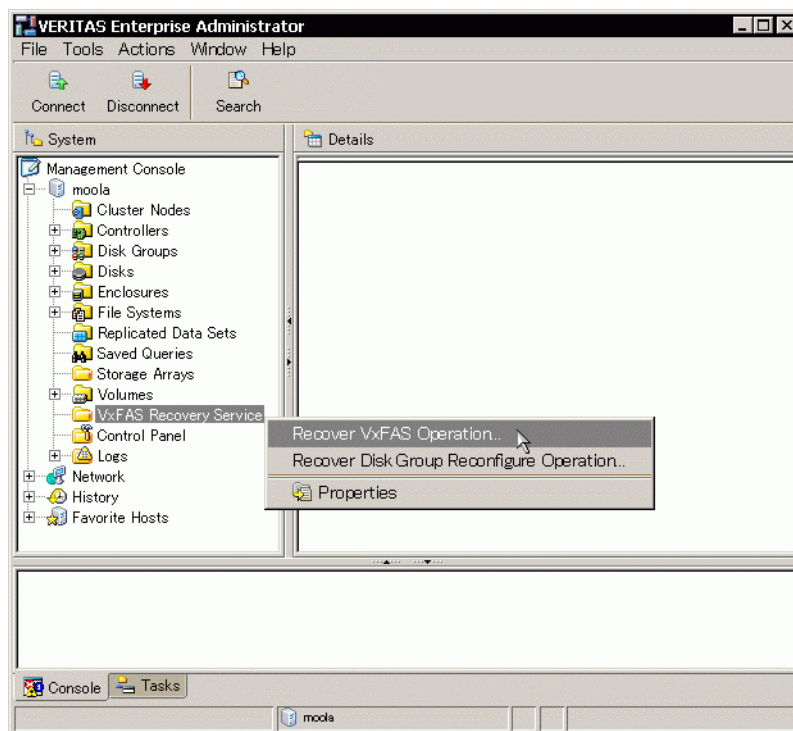 VERITAS Enterprise Administrator
File Tools Actions Window Help
Connect Disconnect Search
System
Details
Management Console
moola
Cluster Nodes
Controllers
Disk Groups
Disks
Enclosures
File Systems
Replicated Data Sets
Saved Queries
Storage Arrays
Volumes
VxFAS Recovery Service
Recover VxFAS Operation...
Control Panel
Recover Disk Group Reconfigure Operation...
Logs
Network
Properties
History
Favorite Hosts
Console Tasks
moola